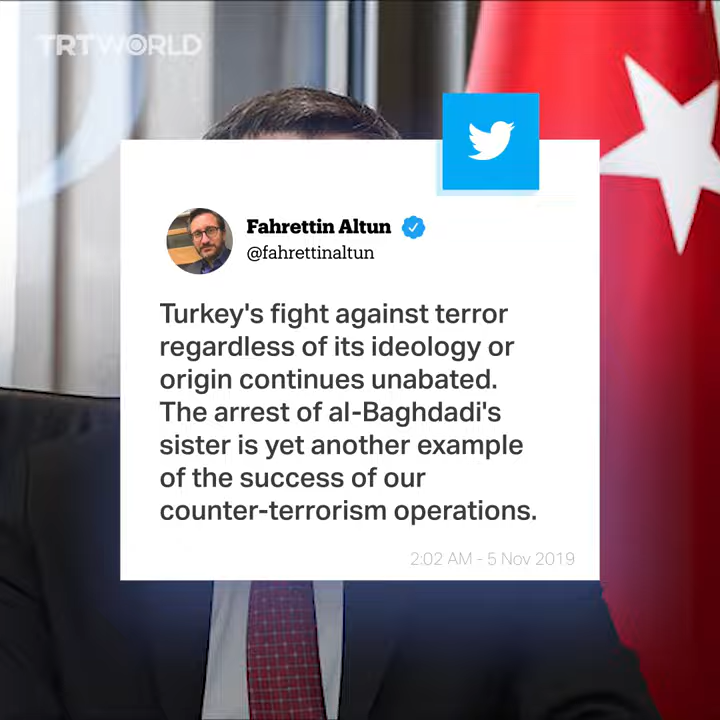 TRTWORLD
Fahrettin Altun
@fahrettinaltun
Turkey's fight against terror
regardless of its ideology or
origin continues unabated.
The arrest of al-Baghdadi's
sister is yet another example
of the success of our
counter-terrorism operations.
2:02 AM - 5 Nov 2019